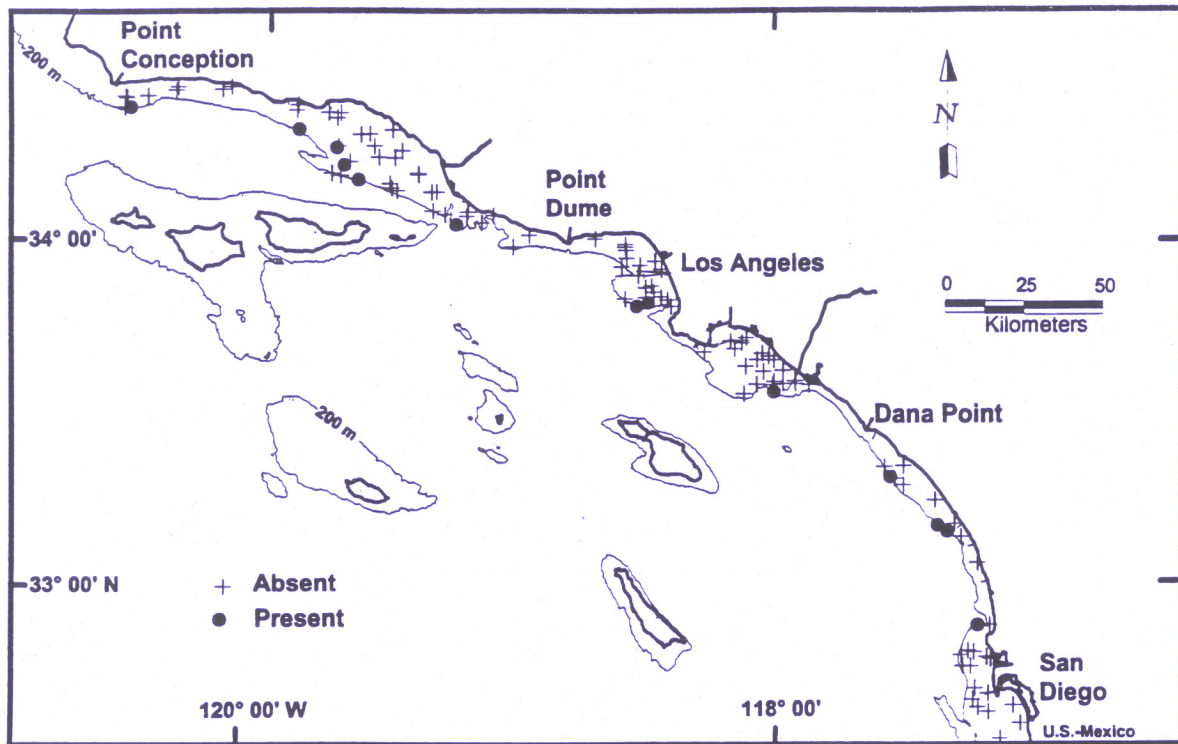 Point
Conception
200 m
N
Point
Dume
34° 00'
Los Angeles
0 25 50
Kilometers
200 m
Dana Point
33° 00' N
+ Absent
● Present
San
Diego
120° 00' W
118° 00'
U.S.-Mexico